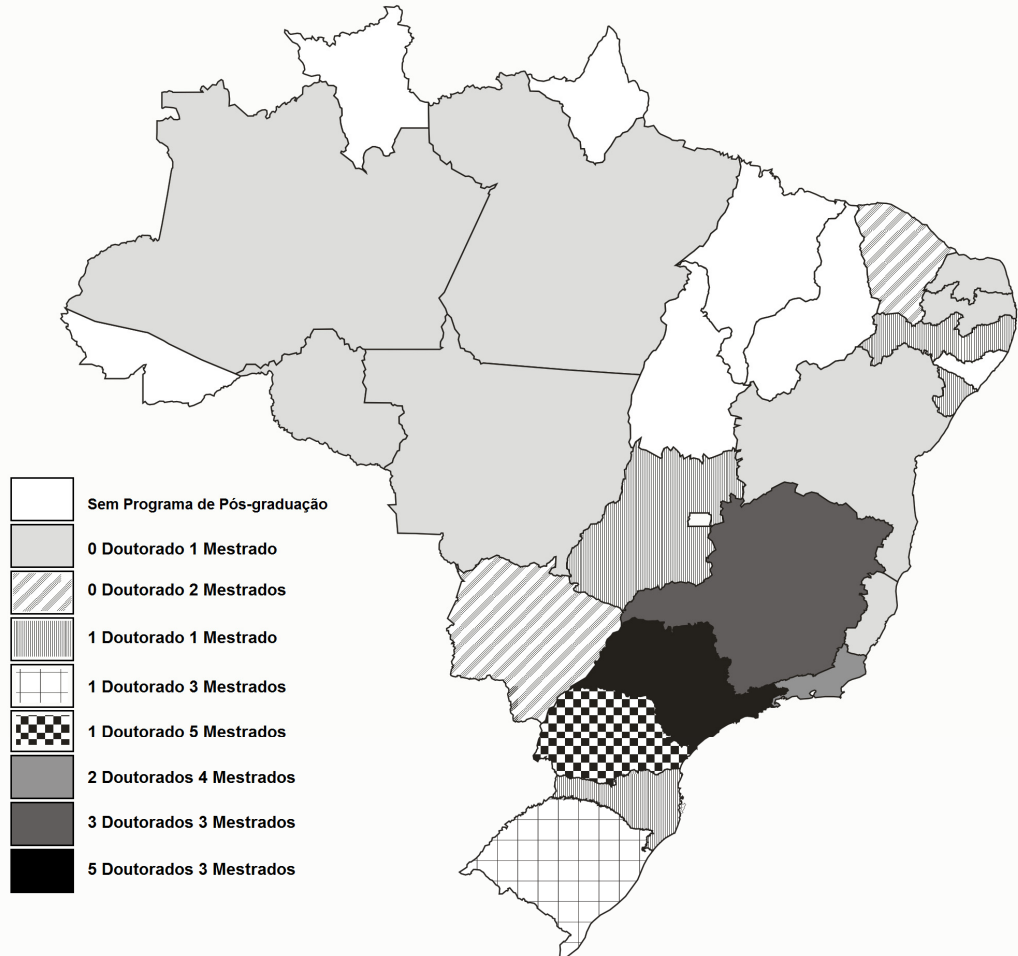 Sem Programa de Pós-graduação
0 Doutorado 1 Mestrado
0 Doutorado 2 Mestrados
1 Doutorado 1 Mestrado
1 Doutorado 3 Mestrados
1 Doutorado 5 Mestrados
2 Doutorados 4 Mestrados
3 Doutorados 3 Mestrados
5 Doutorados 3 Mestrados